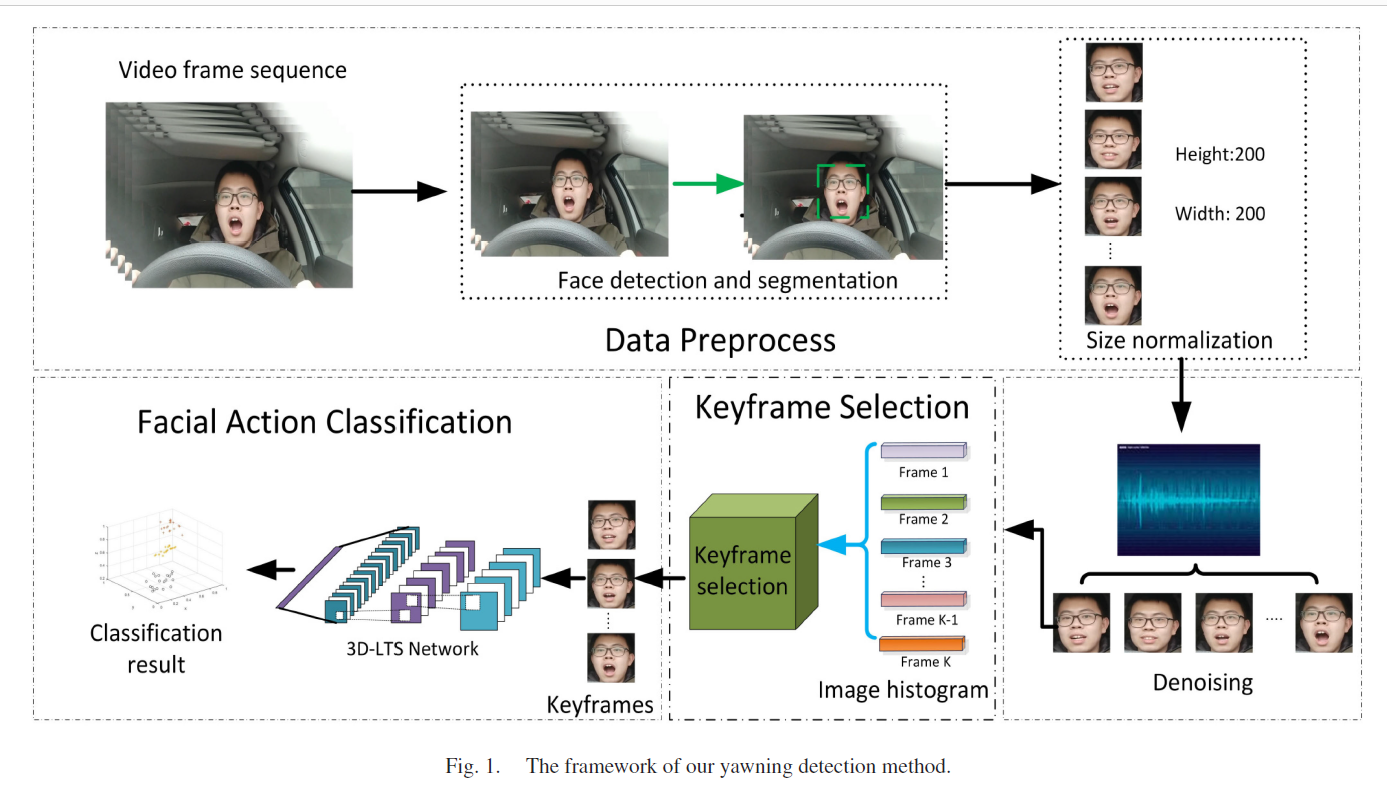 Video frame sequence
Face detection and segmentation
Height:200
Width: 200
Size normalization
Data Preprocess
Facial Action Classification
Classification
result
3D-LTS Network
Keyframes
Keyframe Selection
Keyframe
selection
Frame 1
Frame 2
Frame 3
Frame K-1
Frame K
Image histogram
Denoising
Fig. 1. The framework of our yawning detection method.